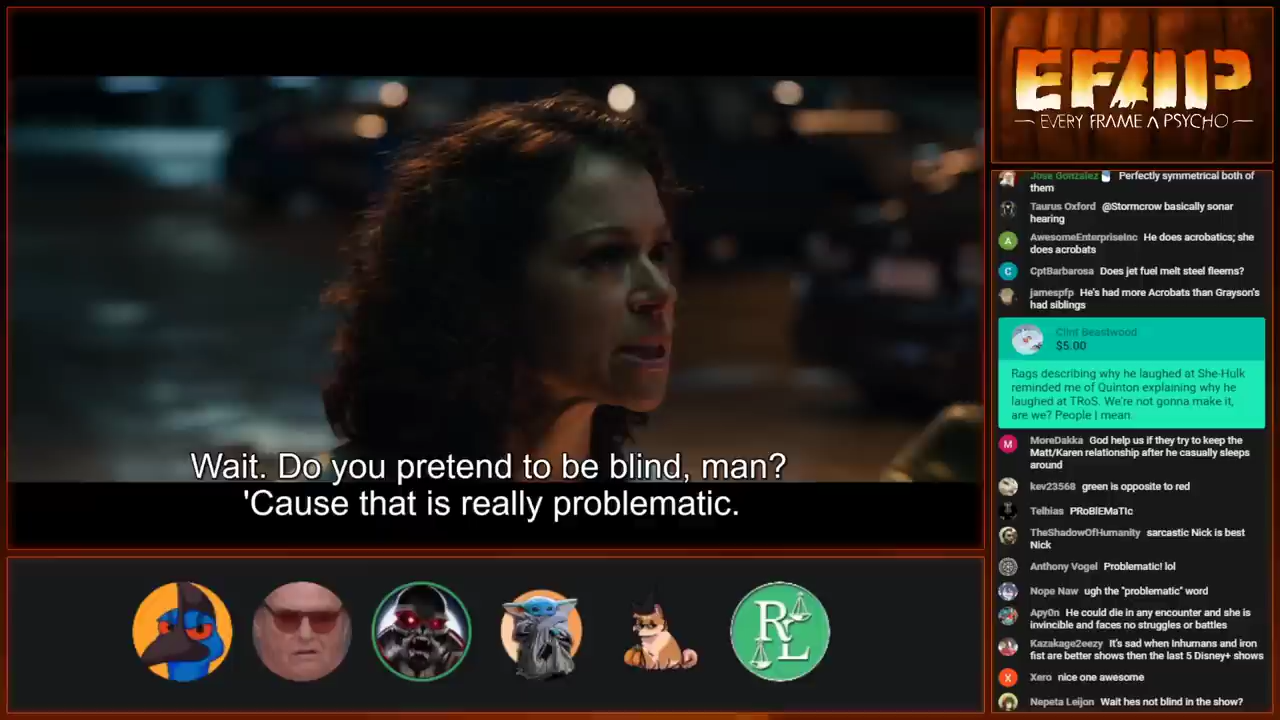 Wait. Do you pretend to be blind, man?
'Cause that is really problematic.
EFAP
EVERY FRAME A PSYCHO
Jose Gonzalez Perfectly symmetrical both of
them
Taurus Oxford @Stormcrow basically sonar
hearing
A AwesomeEnterpriseInc He does acrobatics; she
does acrobats
C CptBarbarosa Does jet fuel melt steel fleems?
jamespfp He's had more Acrobats than Grayson's
had siblings
Clint Beastwood
$5.00
Rags describing why he laughed at She-Hulk
reminded me of Quinton explaining why he
laughed at TRoS. We're not gonna make it,
are we? People I mean.
M MoreDakka God help us if they try to keep the
Matt/Karen relationship after he casually sleeps
around
kev23568 green is opposite to red
Telbias PRoBlEMaTIc
TheShadowOfHumanity sarcastic Nick is best
Nick
Anthony Vogel Problematic! lol
Nope Naw ugh the "problematic" word
Apy0n He could die in any encounter and she is
invincible and faces no struggles or battles
Kazakage2eezy It's sad when Inhumans and iron
fist are better shows then the last 5 Disney+ shows
X Xero nice one awesome
Nepeta Leijon Wait hes not blind in the show?
RL